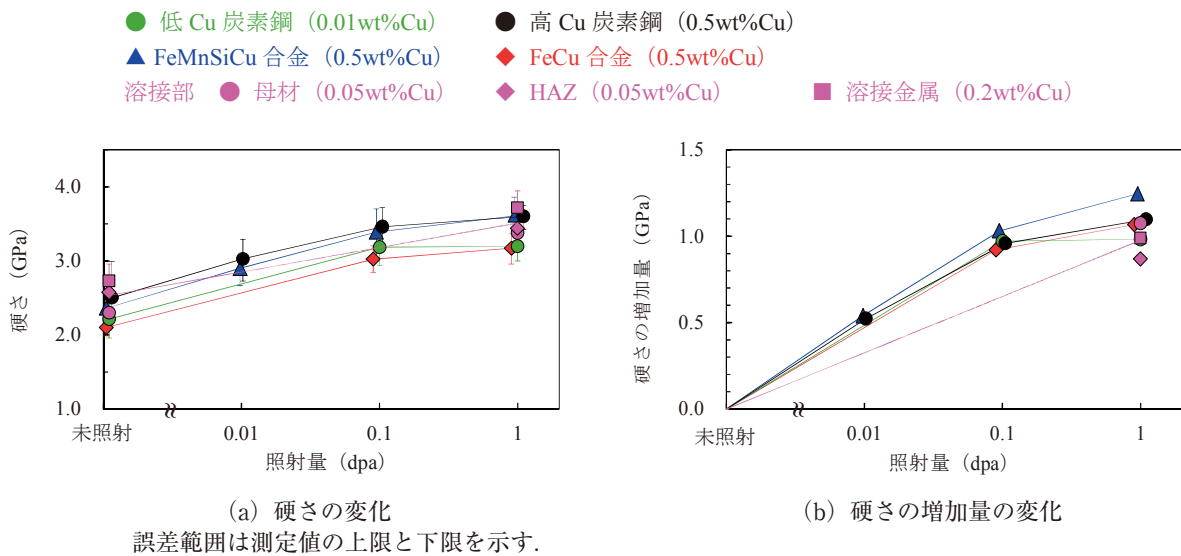 低 Cu 炭素鋼（0.01wt%Cu） 高 Cu 炭素鋼（0.5wt%Cu）
FeMnSiCu 合金（0.5wt%Cu） FeCu 合金（0.5wt%Cu）
溶接部 母材（0.05wt%Cu） HAZ（0.05wt%Cu） 溶接金属（0.2wt%Cu）
硬さ（GPa）
4.0
3.0
2.0
1.0
未照射 0.01 0.1 1
照射量（dpa）
(a) 硬さの変化
誤差範囲は測定値の上限と下限を示す.
硬さの増加量（GPa）
1.5
1.0
0.5
0.0
未照射 0.01 0.1 1
照射量（dpa）
(b) 硬さの増加量の変化